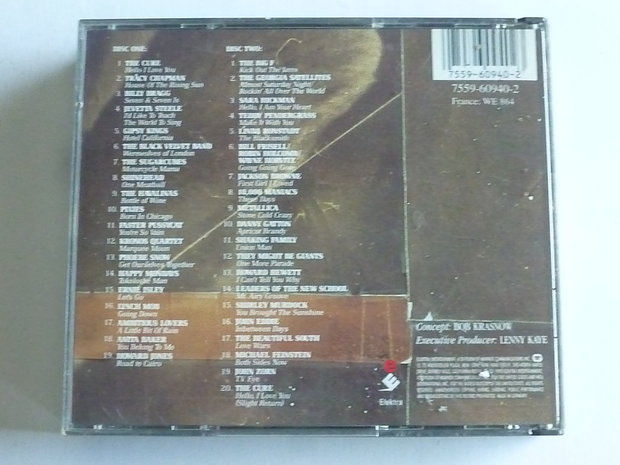 DISC ONE:
1 THE CURE
Hello I Love You
2 TRACY CHAPMAN
House Of The Rising Sun
3 BILLY BRAGG
Seven & Seven Is
4 JEVETTA STEELE
I'd Like To Teach
The World To Sing
5 GIPSY KINGS
Hotel California
6 THE BLACK VELVET BAND
Werewolves of London
7 THE SUGARCUBES
Motorcycle Mama
8 SHINEHEAD
One Meatball
9 THE HAVALINAS
Bottle of Wine
10 PIXIES
Born In Chicago
11 FASTER PUSSYCAT
You're So Vain
12 KRONOS QUARTET
Marquee Moon
13 PHOEBE SNOW
Get Ourselves Together
14 HAPPY MONDAYS
Tokoloshe Man
15 ERNIE ISLEY
Let's Go
16 LYNCH MOB
Going Down
17 AMBITIOUS LOVERS
A Little Bit Of Rain
18 ANITA BAKER
You Belong To Me
19 HOWARD JONES
Road to Cairo
DISC TWO:
1 THE BIG F
Kick Out The Jams
2 THE GEORGIA SATELLITES
Almost Saturday Night/
Rockin' All Over The World
3 SARA HICKMAN
Hello, I Am Your Heart
4 TEDDY PENDERGRASS
Make It With You
5 LINDA RONSTADT
The Blacksmith
6 BILL FRISELL/
ROBIN HOLCOMB/
WAYNE HORVITZ
Going Going Gone
7 JACKSON BROWNE
First Girl I Loved
8 10,000 MANIACS
These Days
9 METALLICA
Stone Cold Crazy
10 DANNY GATTON
Apricot Brandy
11 SHAKING FAMILY
Union Man
12 THEY MIGHT BE GIANTS
One More Parade
13 HOWARD HEWETT
I Can't Tell You Why
14 LEADERS OF THE NEW SCHOOL
Mt. Airy Groove
15 SHIRLEY MURDOCK
You Brought The Sunshine
16 JOHN EDDIE
Inbetween Days
17 THE BEAUTIFUL SOUTH
Love Wars
18 MICHAEL FEINSTEIN
Both Sides Now
19 JOHN ZORN
T.V. Eye
20 THE CURE
Hello, I Love You
(Slight Return)
Elektra
7559-60940-2
7559-60940-2
France: WE 864
Concept: BOB KRASNOW
Executive Producer: LENNY KAYE